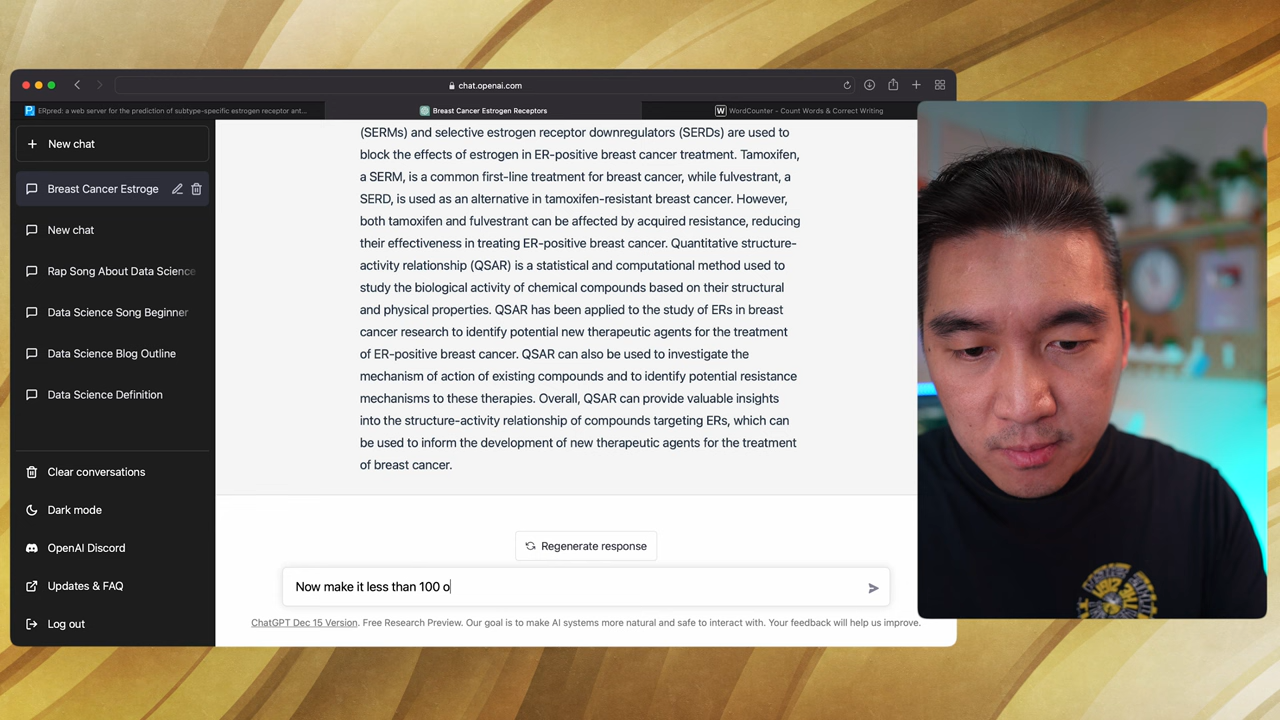 chat.openai.com
ERpred: a web server for the prediction of subtype-specific estrogen receptor ant...
Breast Cancer Estrogen Receptors
WordCounter - Count Words & Correct Writing
New chat
Breast Cancer Estroge
New chat
Rap Song About Data Science
Data Science Song Beginner
Data Science Blog Outline
Data Science Definition
Clear conversations
Dark mode
OpenAI Discord
Updates & FAQ
Log out
(SERMs) and selective estrogen receptor downregulators (SERDs) are used to
block the effects of estrogen in ER-positive breast cancer treatment. Tamoxifen,
a SERM, is a common first-line treatment for breast cancer, while fulvestrant, a
SERD, is used as an alternative in tamoxifen-resistant breast cancer. However,
both tamoxifen and fulvestrant can be affected by acquired resistance, reducing
their effectiveness in treating ER-positive breast cancer. Quantitative structure-
activity relationship (QSAR) is a statistical and computational method used to
study the biological activity of chemical compounds based on their structural
and physical properties. QSAR has been applied to the study of ERs in breast
cancer research to identify potential new therapeutic agents for the treatment
of ER-positive breast cancer. QSAR can also be used to investigate the
mechanism of action of existing compounds and to identify potential resistance
mechanisms to these therapies. Overall, QSAR can provide valuable insights
into the structure-activity relationship of compounds targeting ERs, which can
be used to inform the development of new therapeutic agents for the treatment
of breast cancer.
Regenerate response
Now make it less than 100 o
ChatGPT Dec 15 Version. Free Research Preview. Our goal is to make AI systems more natural and safe to interact with. Your feedback will help us improve.